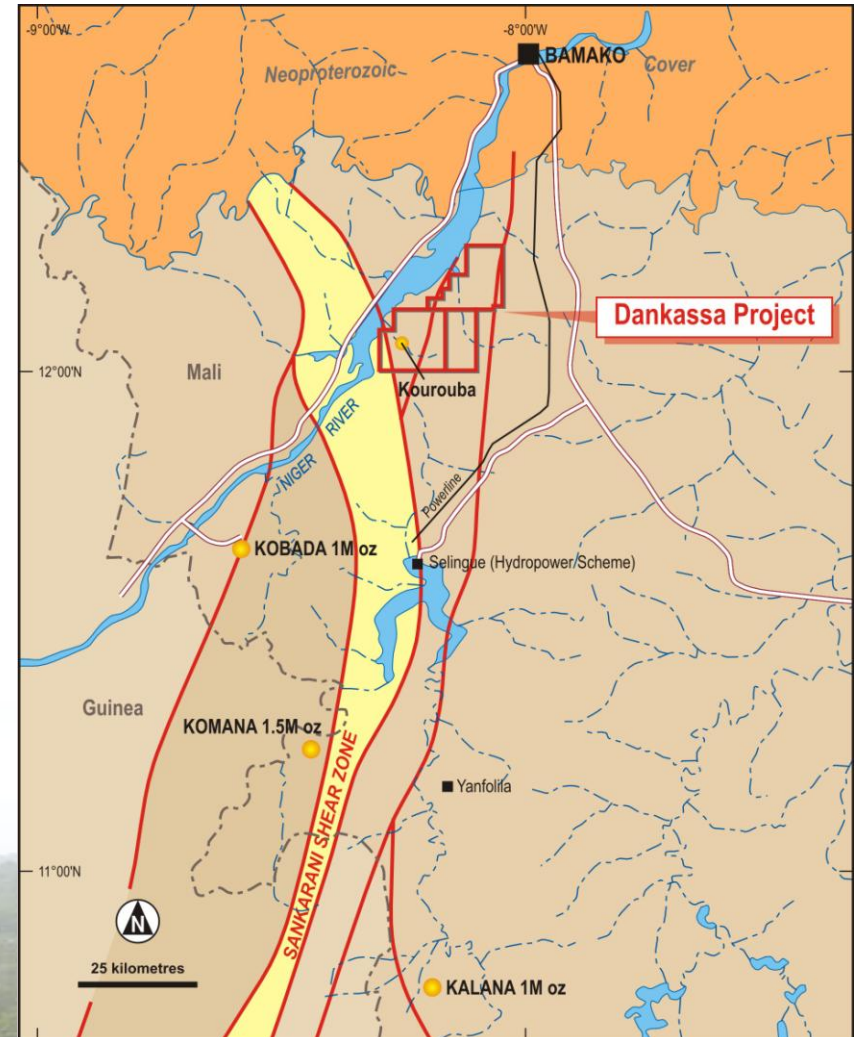 -9°00'W
-8°00'W
BAMAKO
Neoproterozoic
Cover
Dankassa Project
12°00'N
Mali
Kourouba
NIGER RIVER
Powerline
KOBADA 1M oz
Selingue (Hydropower/Scheme)
Guinea
KOMANA 1.5M oz
SANKARANI SHEAR ZONE
Yanfolila
11°00'N
N
25 kilometres
KALANA 1M oz